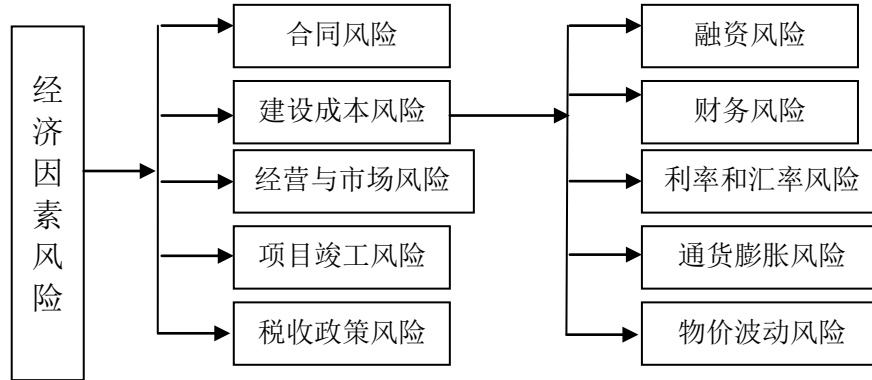 经济因素风险
合同风险
建设成本风险
经营与市场风险
项目竣工风险
税收政策风险
融资风险
财务风险
利率和汇率风险
通货膨胀风险
物价波动风险